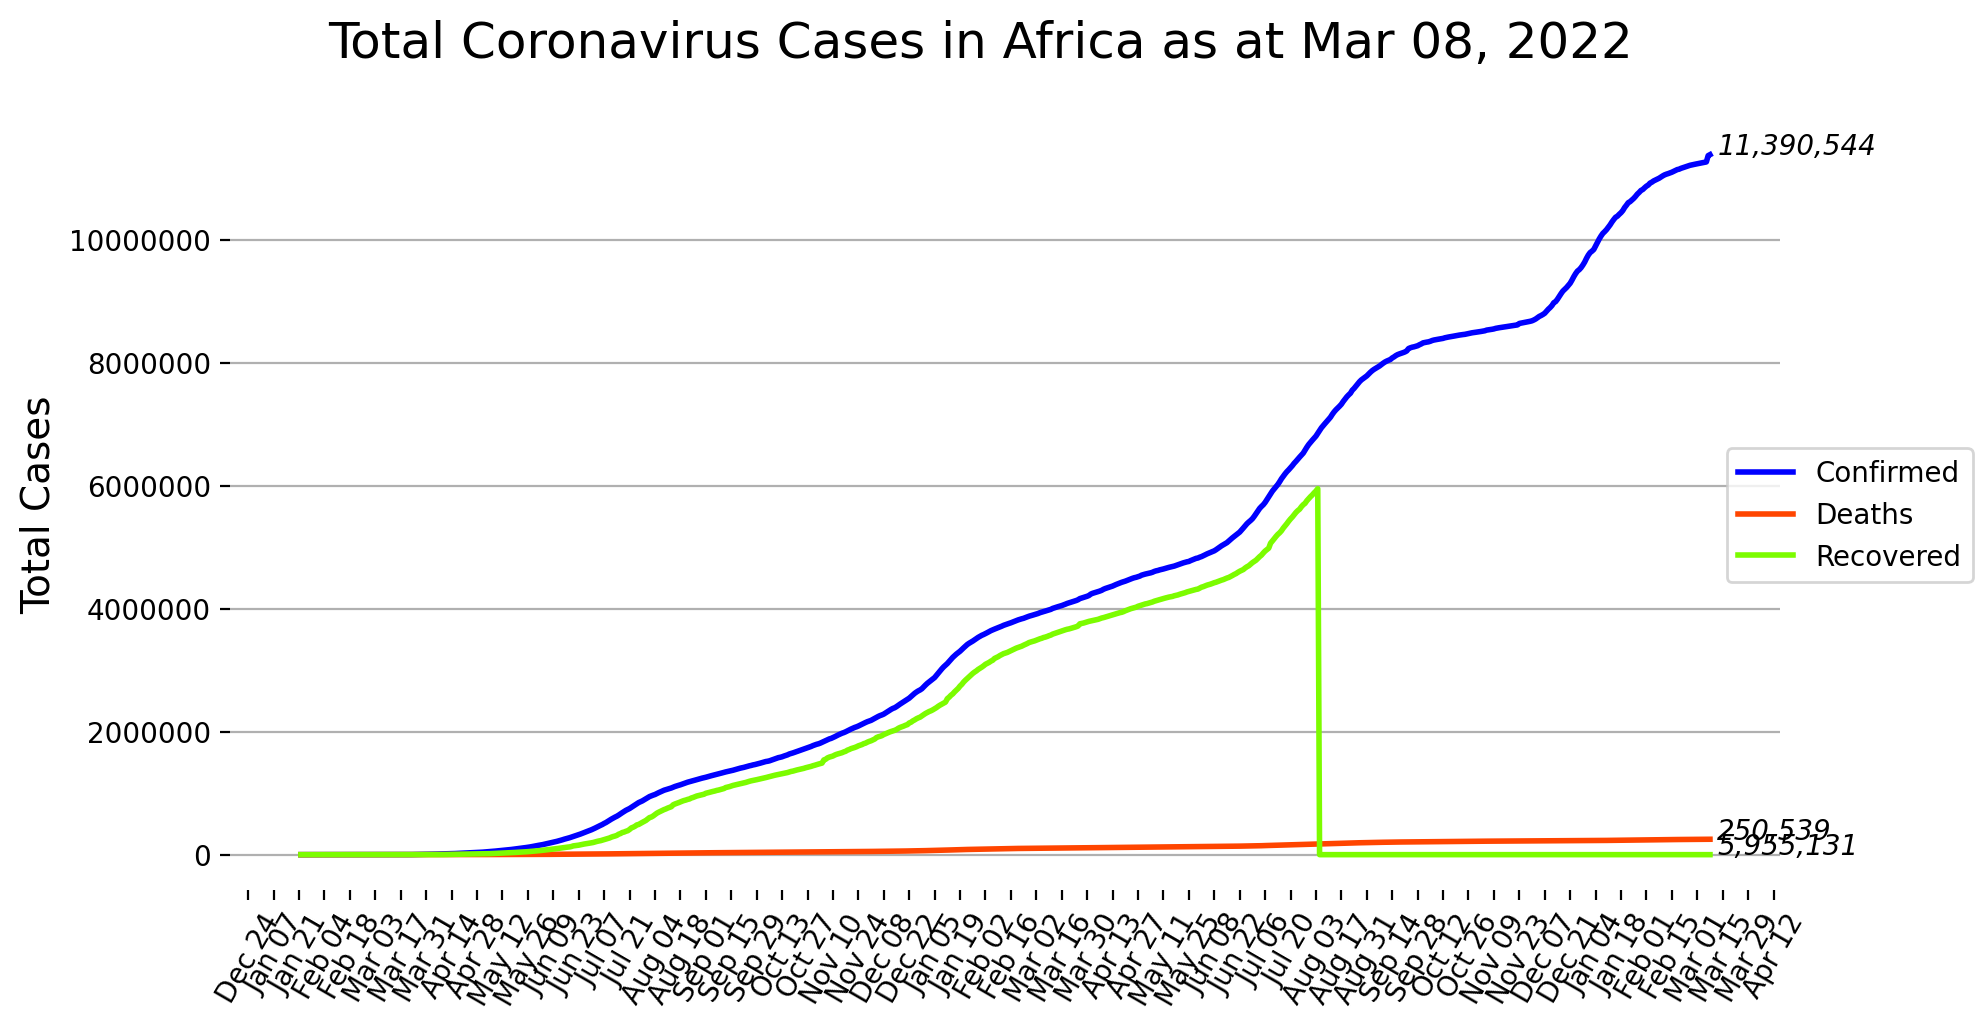 Total Coronavirus Cases in Africa as at Mar 08, 2022
Total Cases
10000000
8000000
6000000
4000000
2000000
0
11,390,544
250,539
5,955,131
Confirmed
Deaths
Recovered
Dec 24
Jan 07
Jan 21
Feb 04
Feb 18
Mar 03
Mar 17
Mar 31
Apr 14
Apr 28
May 12
May 26
Jun 09
Jun 23
Jul 07
Jul 21
Aug 04
Aug 18
Sep 01
Sep 15
Sep 29
Oct 13
Oct 27
Nov 10
Nov 24
Dec 08
Dec 22
Jan 05
Jan 19
Feb 02
Feb 16
Mar 02
Mar 16
Mar 30
Apr 13
Apr 27
May 11
May 25
Jun 08
Jun 22
Jul 06
Jul 20
Aug 03
Aug 17
Aug 31
Sep 14
Sep 28
Oct 12
Oct 26
Nov 09
Nov 23
Dec 07
Dec 21
Jan 04
Jan 18
Feb 01
Feb 15
Mar 01
Mar 15
Mar 29
Apr 12